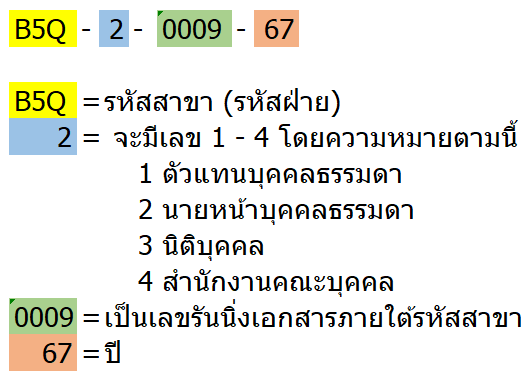 B5Q - 2 - 0009 - 67
B5Q = รหัสสาขา (รหัสฝ่าย)
2 = จะมีเลข 1 - 4 โดยความหมายตามนี้
1 ตัวแทนบุคคลธรรมดา
2 นายหน้าบุคคลธรรมดา
3 นิติบุคคล
4 สำนักงานคณะบุคคล
0009 = เป็นเลขรันนิ่งเอกสารภายใต้รหัสสาขา
67 = ปี